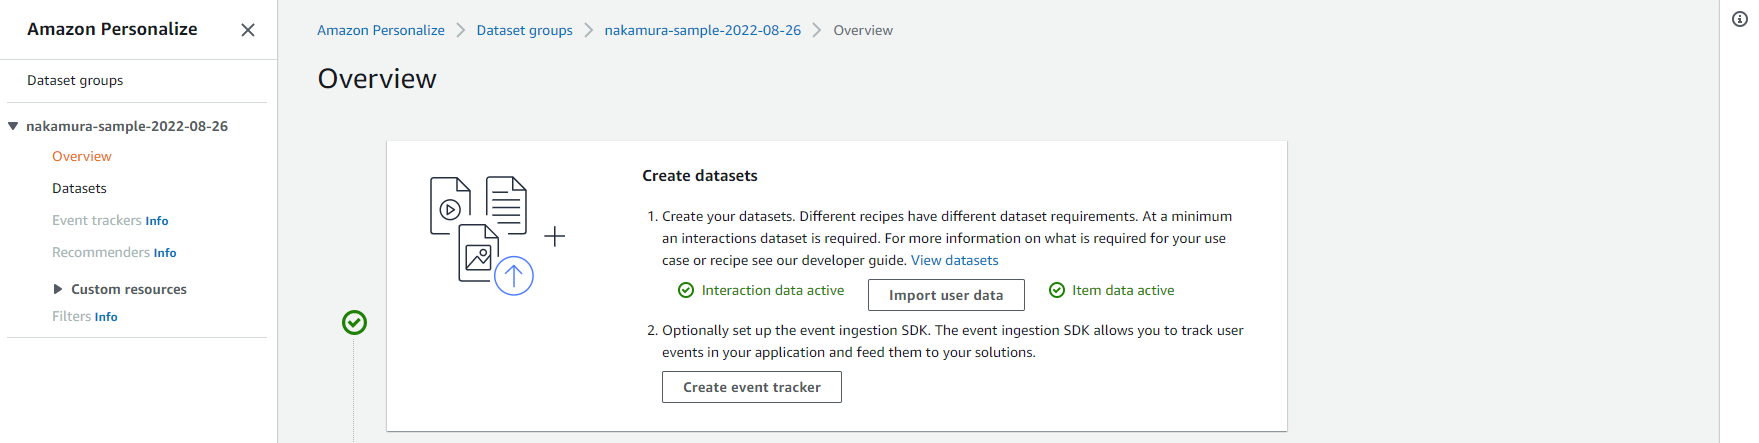 Amazon Personalize
Dataset groups
nakamura-sample-2022-08-26
Overview
Datasets
Event trackers Info
Recommenders Info
Custom resources
Filters Info
Amazon Personalize > Dataset groups > nakamura-sample-2022-08-26 > Overview
Overview
Create datasets
1. Create your datasets. Different recipes have different dataset requirements. At a minimum
an interactions dataset is required. For more information on what is required for your use
case or recipe see our developer guide. View datasets
Interaction data active Import user data Item data active
2. Optionally set up the event ingestion SDK. The event ingestion SDK allows you to track user
events in your application and feed them to your solutions.
Create event tracker